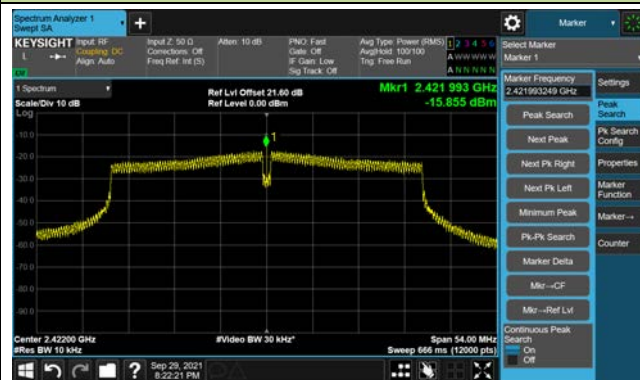 Spectrum Analyzer 1
Swept SA
+
Marker
KEYSIGHT
L
Input: RF
Coupling: DC
Align: Auto
Input Z: 50 Ω
Corrections: Off
Freq Ref: Int (S)
Atten: 10 dB
PNO: Fast
Gate: Off
IF Gain: Low
Sig Track: Off
Avg Type: Power (RMS)
Avg|Hold: 100/100
Trig: Free Run
1 2 3 4 5 6
A W W W W W
A N N N N N
Select Marker
Marker 1
1 Spectrum
Scale/Div 10 dB
Log
Ref Lvl Offset 21.60 dB
Ref Level 0.00 dBm
Mkr1 2.421 993 GHz
-15.855 dBm
-10.0
-20.0
-30.0
-40.0
-50.0
-60.0
-70.0
-80.0
-90.0
1
Center 2.42200 GHz
#Res BW 10 kHz
#Video BW 30 kHz*
Span 54.00 MHz
Sweep 666 ms (12000 pts)
Marker Frequency
2.421993249 GHz
Peak Search
Next Peak
Next Pk Right
Next Pk Left
Minimum Peak
Pk-Pk Search
Marker Delta
Mkr→CF
Mkr→Ref Lvl
Continuous Peak
Search
On
Off
Settings
Peak
Search
Pk Search
Config
Properties
Marker
Function
Marker→
Counter
?
Sep 29, 2021
8:22:21 PM